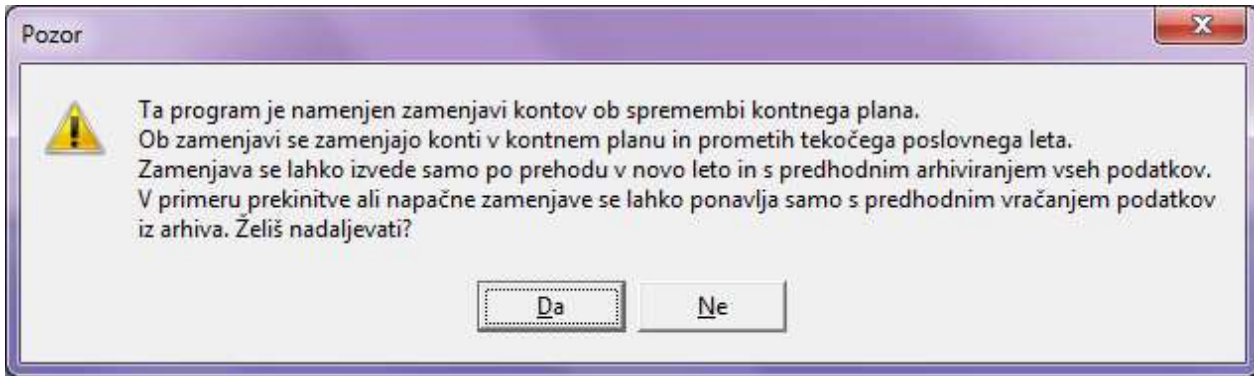 Pozor
Ta program je namenjen zamenjavi kontov ob spremembi kontnega plana.
Ob zamenjavi se zamenjajo konti v kontnem planu in prometih tekočega poslovnega leta.
Zamenjava se lahko izvede samo po prehodu v novo leto in s predhodnim arhiviranjem vseh podatkov.
V primeru prekinitve ali napačne zamenjave se lahko ponavlja samo s predhodnim vračanjem podatkov
iz arhiva. Želiš nadaljevati?
Da
Ne